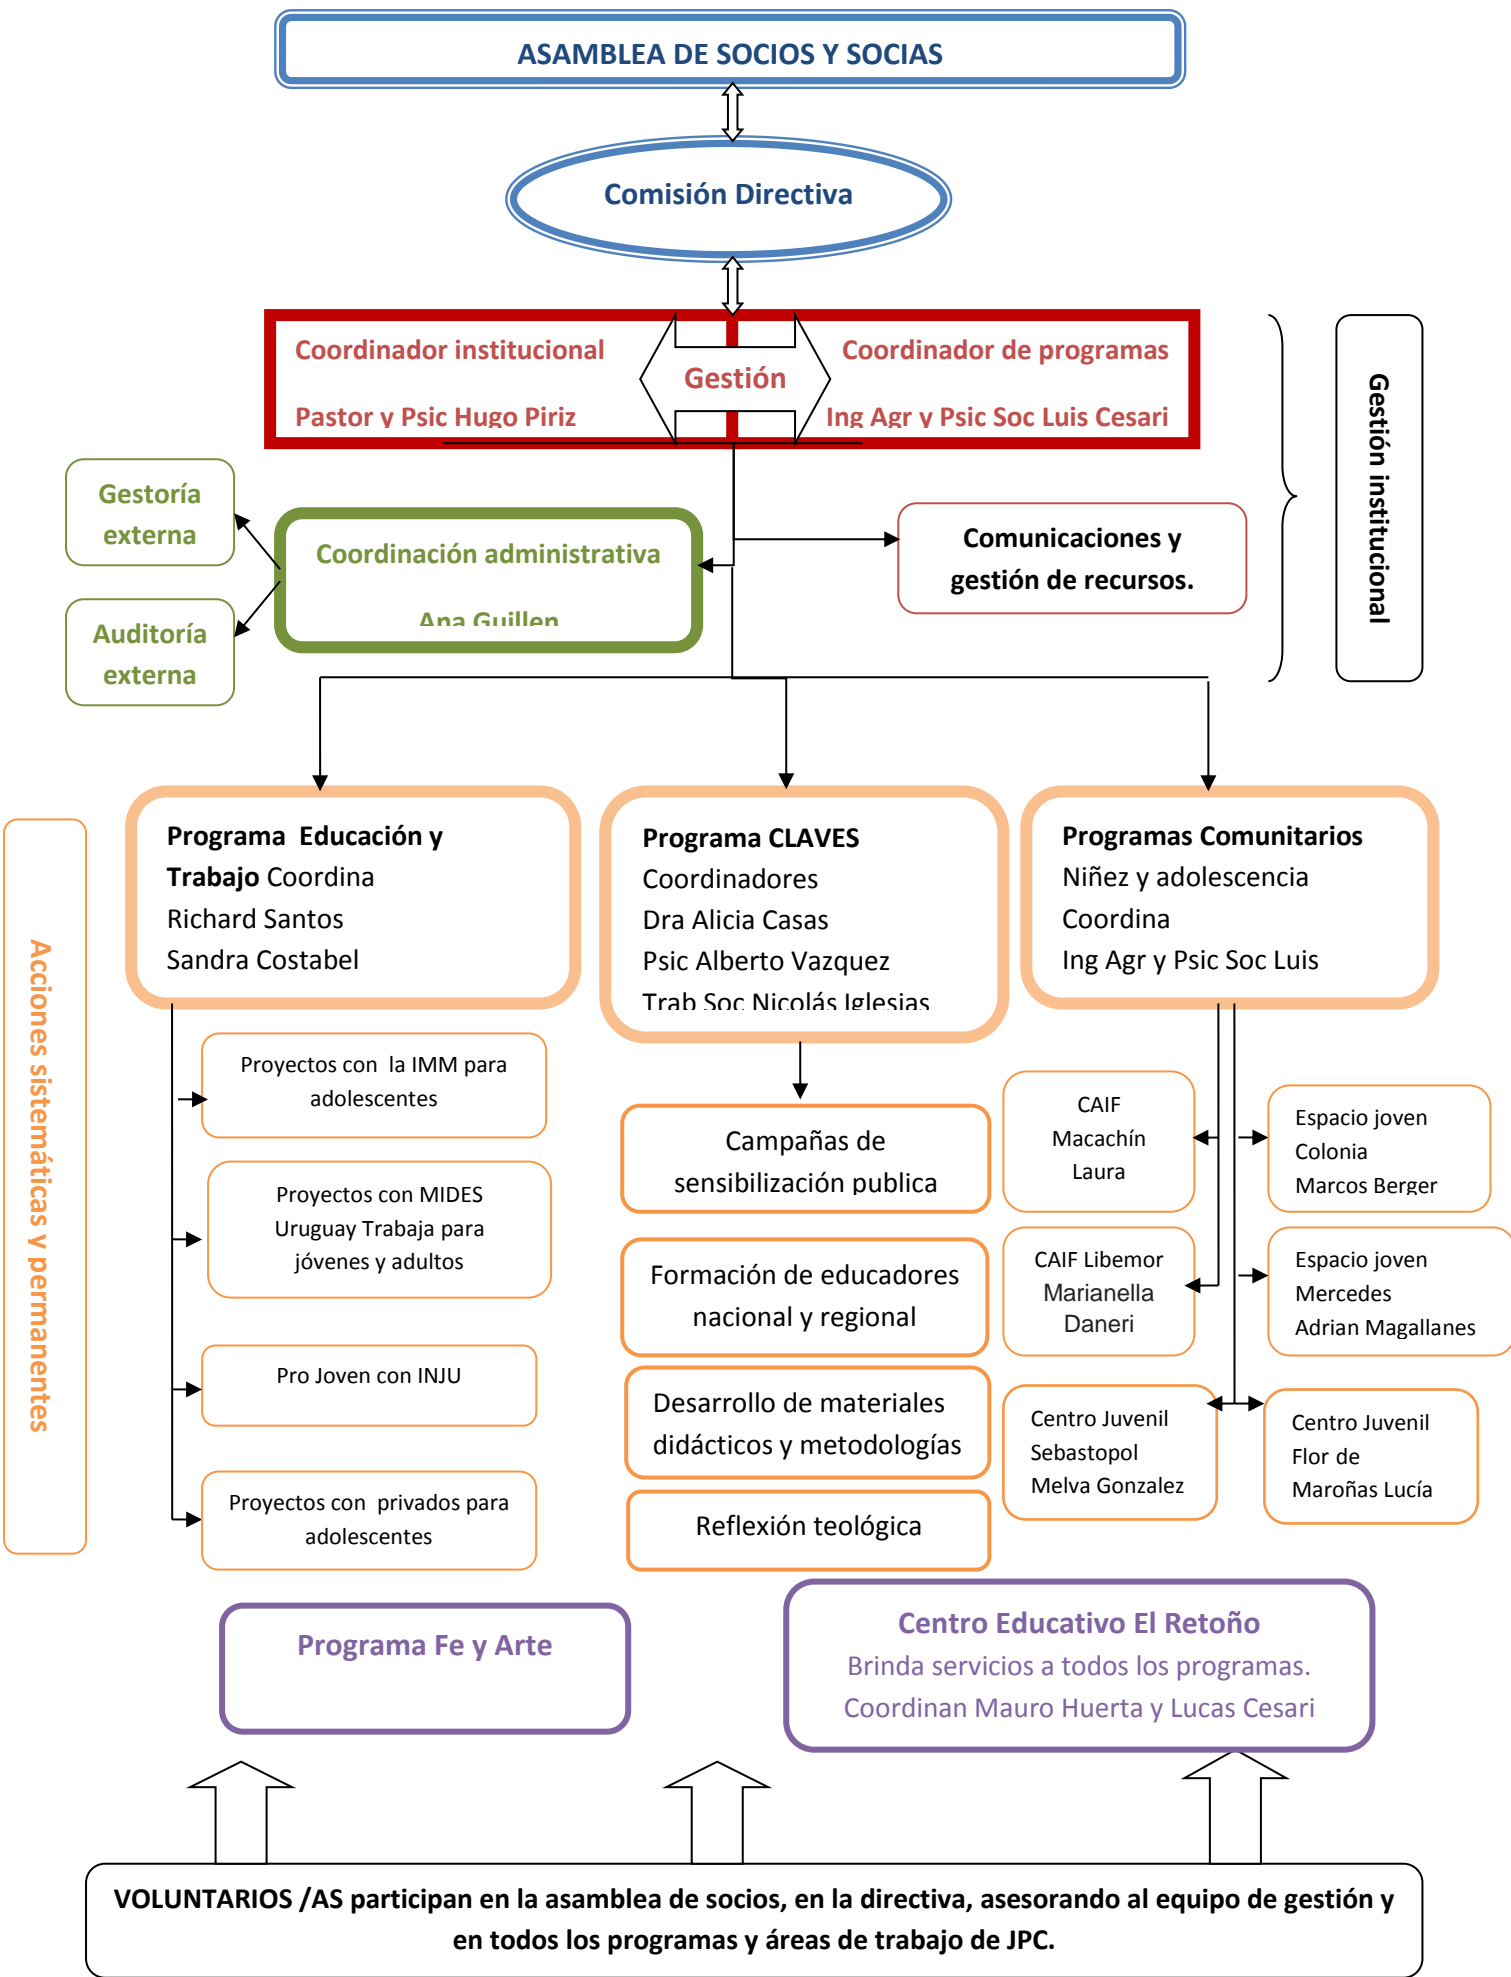 ASAMBLEA DE SOCIOS Y SOCIAS
Comisión Directiva
Coordinador institucional
Pastor y Psic Hugo Piriz
Gestión
Coordinador de programas
Ing Agr y Psic Soc Luis Cesari
Gestión institucional
Gestoría
externa
Auditoría
externa
Coordinación administrativa
Ana Guillen
Comunicaciones y
gestión de recursos.
Acciones sistemáticas y permanentes
Programa  Educación y
Trabajo Coordina
Richard Santos
Sandra Costabel
Programa CLAVES
Coordinadores
Dra Alicia Casas
Psic Alberto Vazquez
Trab Soc Nicolás Iglesias
Programas Comunitarios
Niñez y adolescencia
Coordina
Ing Agr y Psic Soc Luis
Proyectos con  la IMM para
adolescentes
Proyectos con MIDES
Uruguay Trabaja para
jóvenes y adultos
Pro Joven con INJU
Proyectos con  privados para
adolescentes
Campañas de
sensibilización publica
Formación de educadores
nacional y regional
Desarrollo de materiales
didácticos y metodologías
Reflexión teológica
CAIF
Macachín
Laura
Espacio joven
Colonia
Marcos Berger
CAIF Libemor
Marianella
Daneri
Espacio joven
Mercedes
Adrian Magallanes
Centro Juvenil
Sebastopol
Melva Gonzalez
Centro Juvenil
Flor de
Maroñas Lucía
Programa Fe y Arte
Centro Educativo El Retoño
Brinda servicios a todos los programas.
Coordinan Mauro Huerta y Lucas Cesari
VOLUNTARIOS /AS participan en la asamblea de socios, en la directiva, asesorando al equipo de gestión y
en todos los programas y áreas de trabajo de JPC.